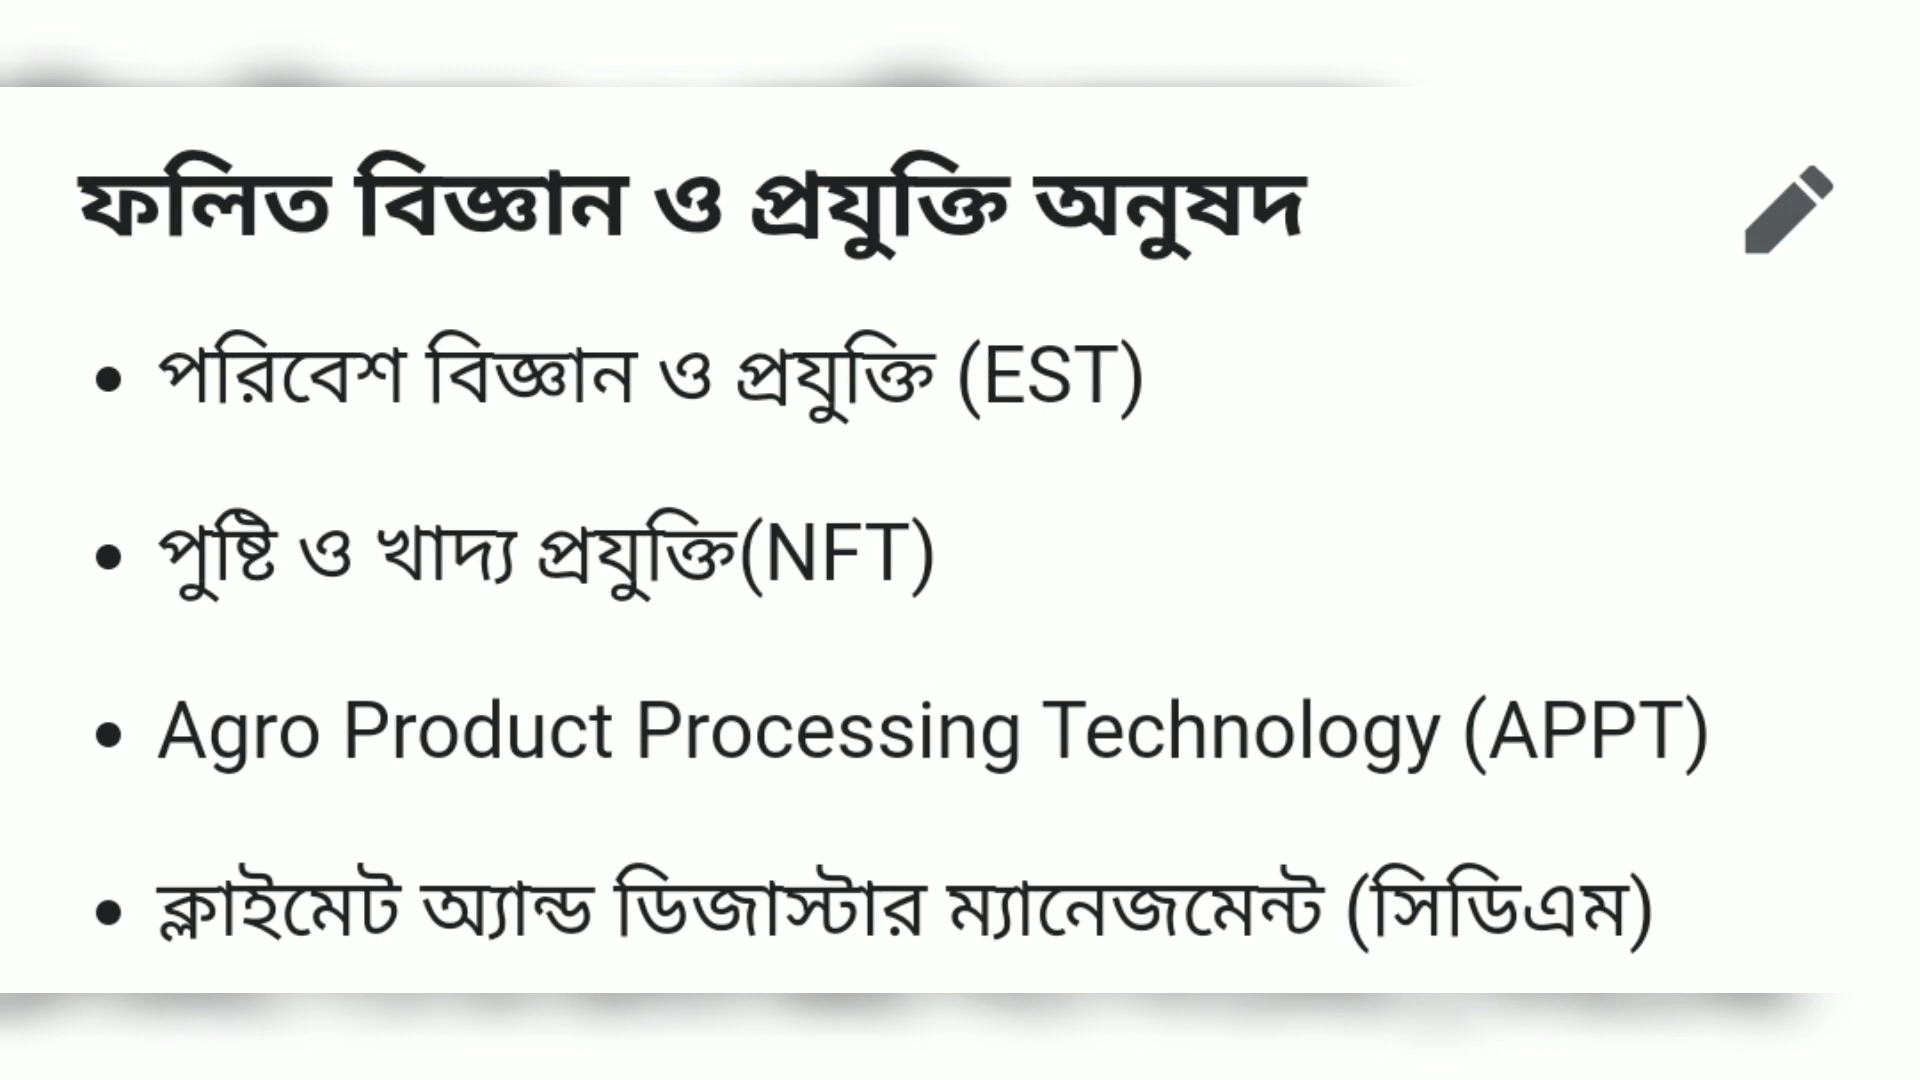 ফলিত বিজ্ঞান ও প্রযুক্তি অনুষদ
• পরিবেশ বিজ্ঞান ও প্রযুক্তি (EST)
• পুষ্টি ও খাদ্য প্রযুক্তি(NFT)
• Agro Product Processing Technology (APPT)
• ক্লাইমেট অ্যান্ড ডিজাস্টার ম্যানেজমেন্ট (সিডিএম)